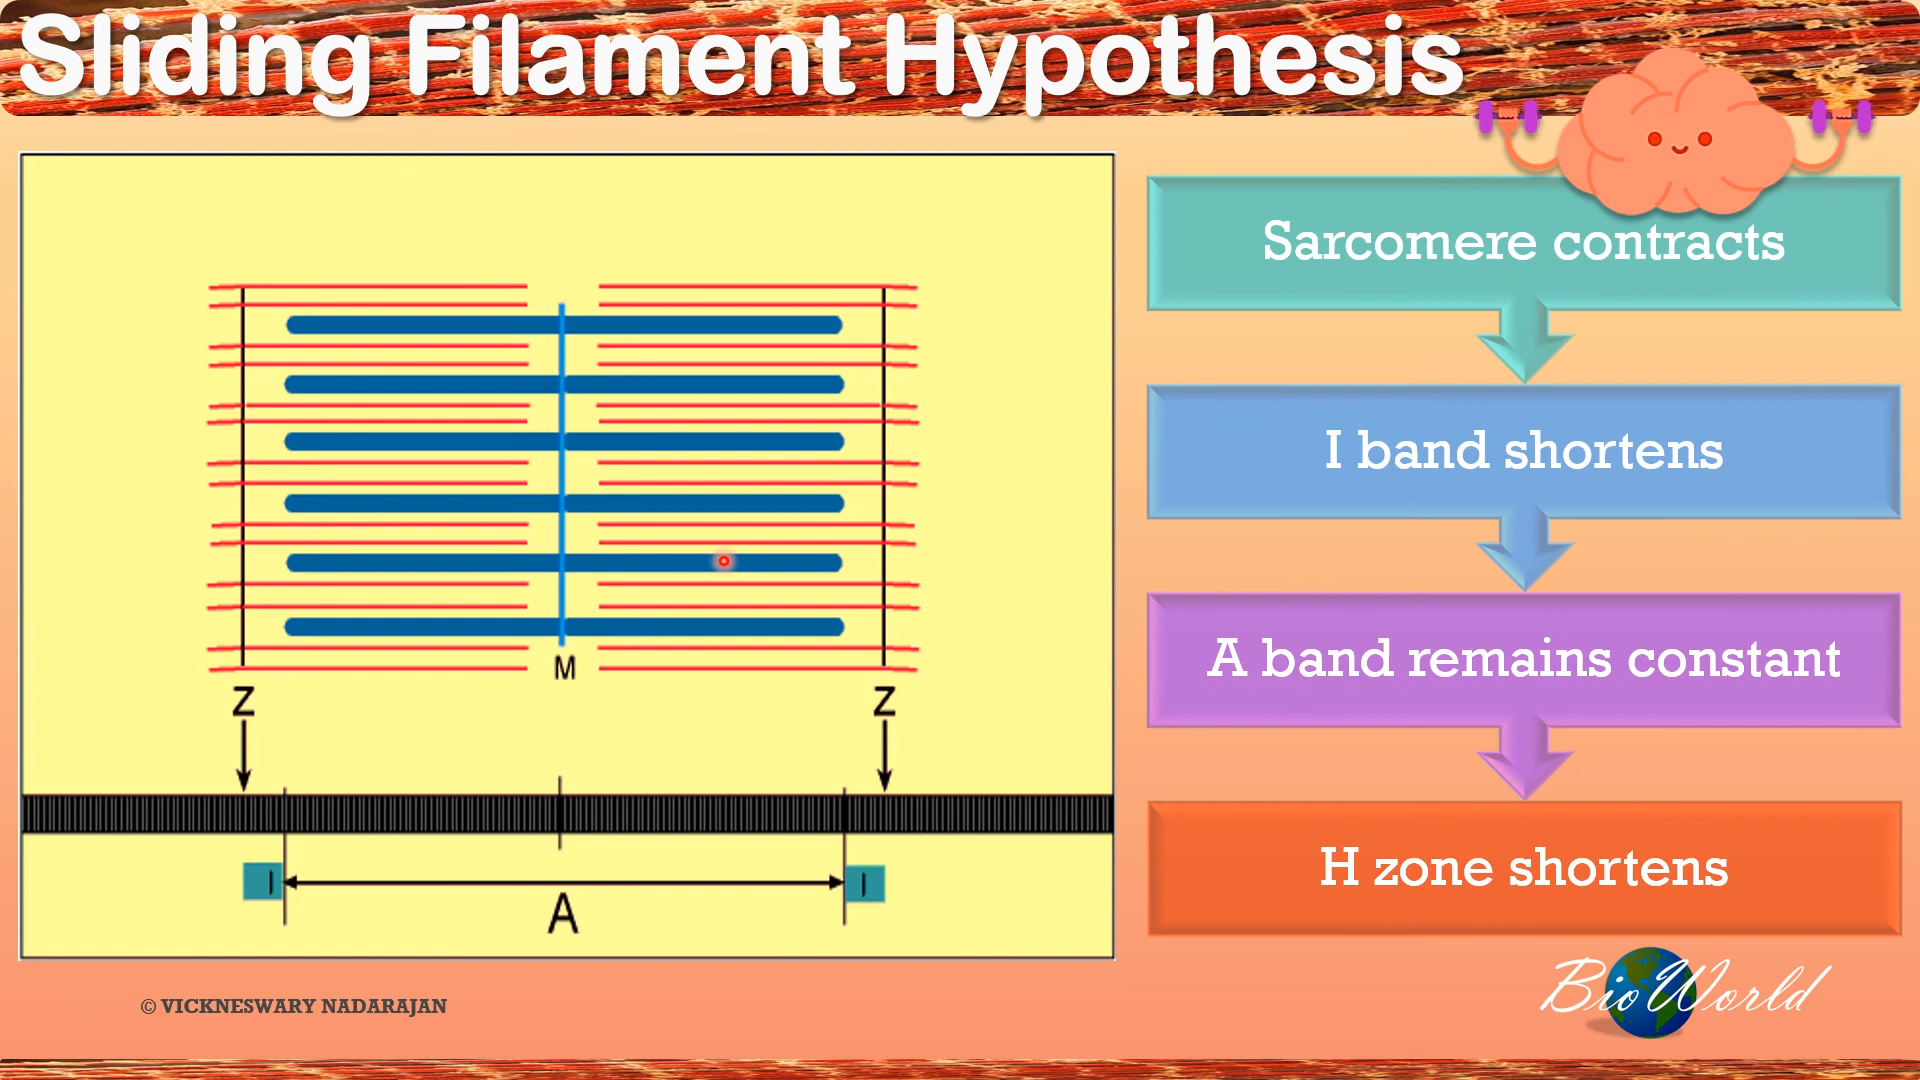 Sliding Filament Hypothesis
Sarcomere contracts
I band shortens
A band remains constant
H zone shortens
M
Z
Z
I
I
A
© VICKNESWARY NADARAJAN
BioWorld